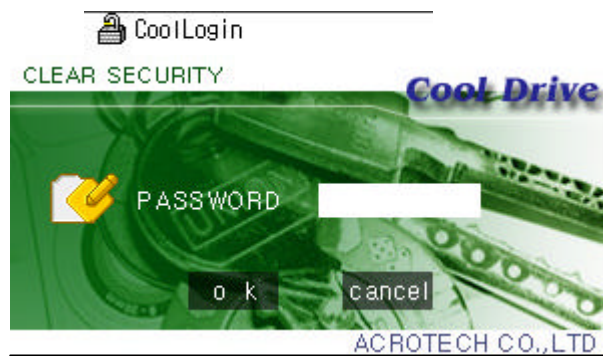 CoolLogin
CLEAR SECURITY
Cool Drive
PASSWORD
o k cancel
ACROTECH CO.,LTD